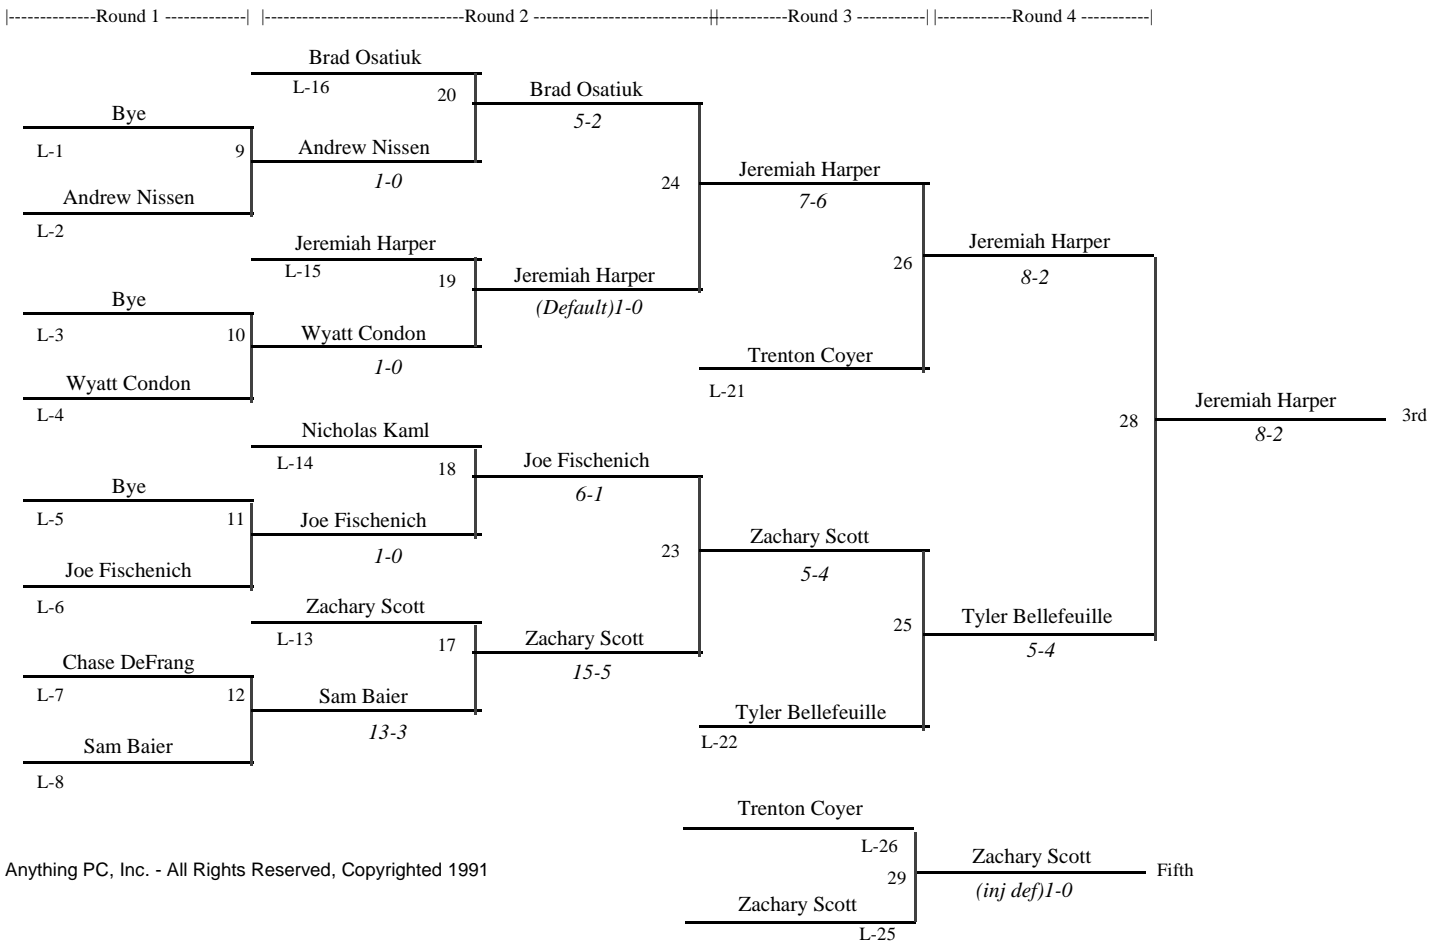 |--------------Round 1 -------------| |-----------------------------Round 2 --------------------------||-----------Round 3 ----------| |-----------Round 4 ----------|
Brad Osatiuk
L-16
20
Brad Osatiuk
5-2
Bye
L-1
9
Andrew Nissen
1-0
Andrew Nissen
L-2
24
Jeremiah Harper
7-6
Jeremiah Harper
L-15
19
Jeremiah Harper
(Default)1-0
26
Jeremiah Harper
8-2
Bye
L-3
10
Wyatt Condon
1-0
Wyatt Condon
L-4
Trenton Coyer
L-21
28
Jeremiah Harper
8-2
3rd
Nicholas Kaml
L-14
18
Joe Fischenich
6-1
Bye
L-5
11
Joe Fischenich
1-0
Joe Fischenich
L-6
23
Zachary Scott
5-4
Zachary Scott
L-13
17
Zachary Scott
15-5
25
Tyler Bellefeuille
5-4
Chase DeFrang
L-7
12
Sam Baier
13-3
Sam Baier
L-8
Tyler Bellefeuille
L-22
Trenton Coyer
L-26
29
Zachary Scott
(inj def)1-0
Fifth
Zachary Scott
L-25
Anything PC, Inc. - All Rights Reserved, Copyrighted 1991